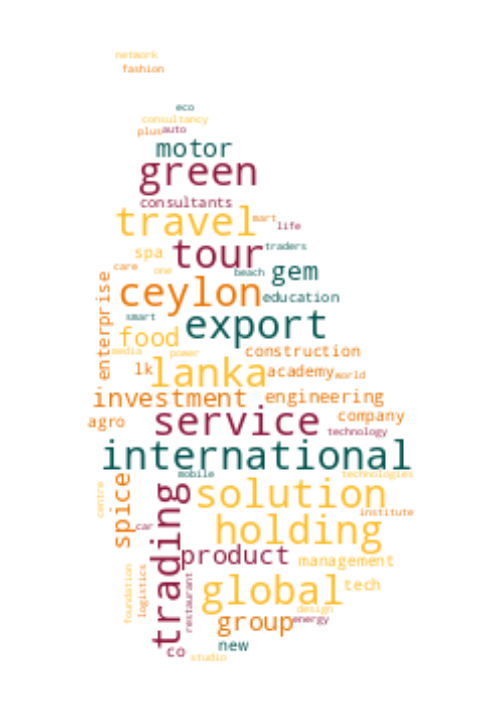 network
fashion
eco
consultancy
plus auto
motor
green
consultants
travel mart
life
tour traders
spa
care one beach gem
ceylon education
enterprise
smart export
food
media power construction
lk lanka academy world
investment engineering
agro service company
technology
international
mobile technologies
spice
centre
solution
institute
car holding
trading
product management
foundation
logistics
restaurant
global tech
design
group energy
new
co studio